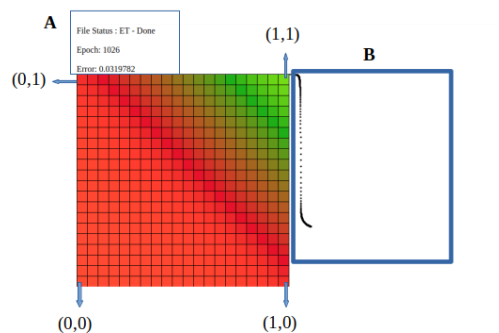 A
File Status : ET - Done
Epoch: 1026
Error: 0.0319782
(1,1)
B
(0,1)
(0,0)
(1,0)